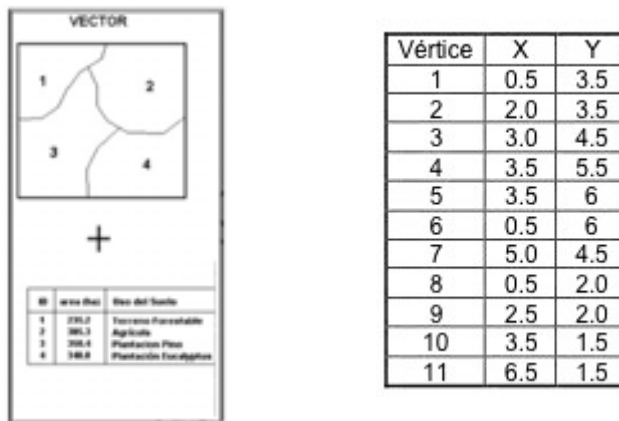 VECTOR
1
2
3
4
ID area (ha) Uso del Suelo
1 Terreno Forestable
2 Agrícola
3 Plantacion Pino
4 Plantación Eucalyptus
Vértice X Y
1 0.5 3.5
2 2.0 3.5
3 3.0 4.5
4 3.5 5.5
5 3.5 6
6 0.5 6
7 5.0 4.5
8 0.5 2.0
9 2.5 2.0
10 3.5 1.5
11 6.5 1.5